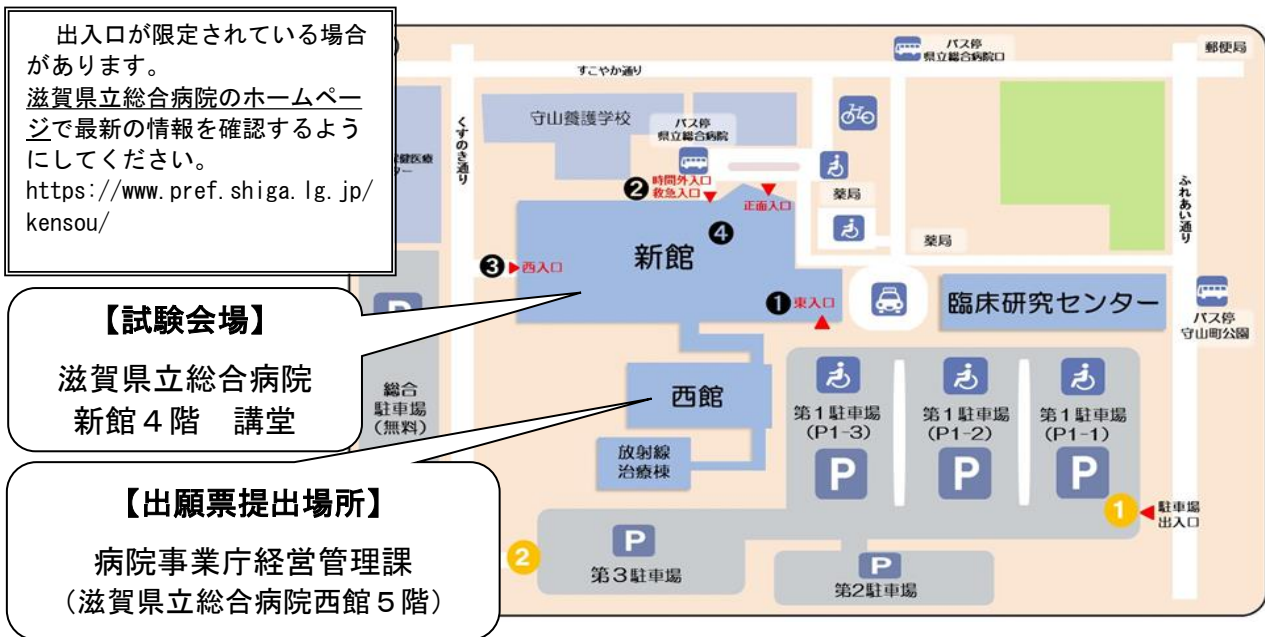 出入口が限定されている場合
があります。
滋賀県立総合病院のホームペー
ジで最新の情報を確認するよう
にしてください。
https://www.pref.shiga.lg.jp/
kensou/
バス停
県立総合病院口
郵便局
すこやか通り
くすのき通り
守山養護学校
バス停
県立総合病院
ふれあい通り
❷ 時間外入口
救急入口
正面入口
薬局
薬局
❹
新館
❸ 西入口
❶ 東入口
臨床研究センター
バス停
守山町公園
【試験会場】
滋賀県立総合病院
新館4階 講堂
P
総合
駐車場
(無料)
西館
放射線
治療棟
第1駐車場
(P1-3)
P
第1駐車場
(P1-2)
P
第1駐車場
(P1-1)
P
1
駐車場
出入口
【出願票提出場所】
病院事業庁経営管理課
(滋賀県立総合病院西館5階)
2
P
第3駐車場
P
第2駐車場